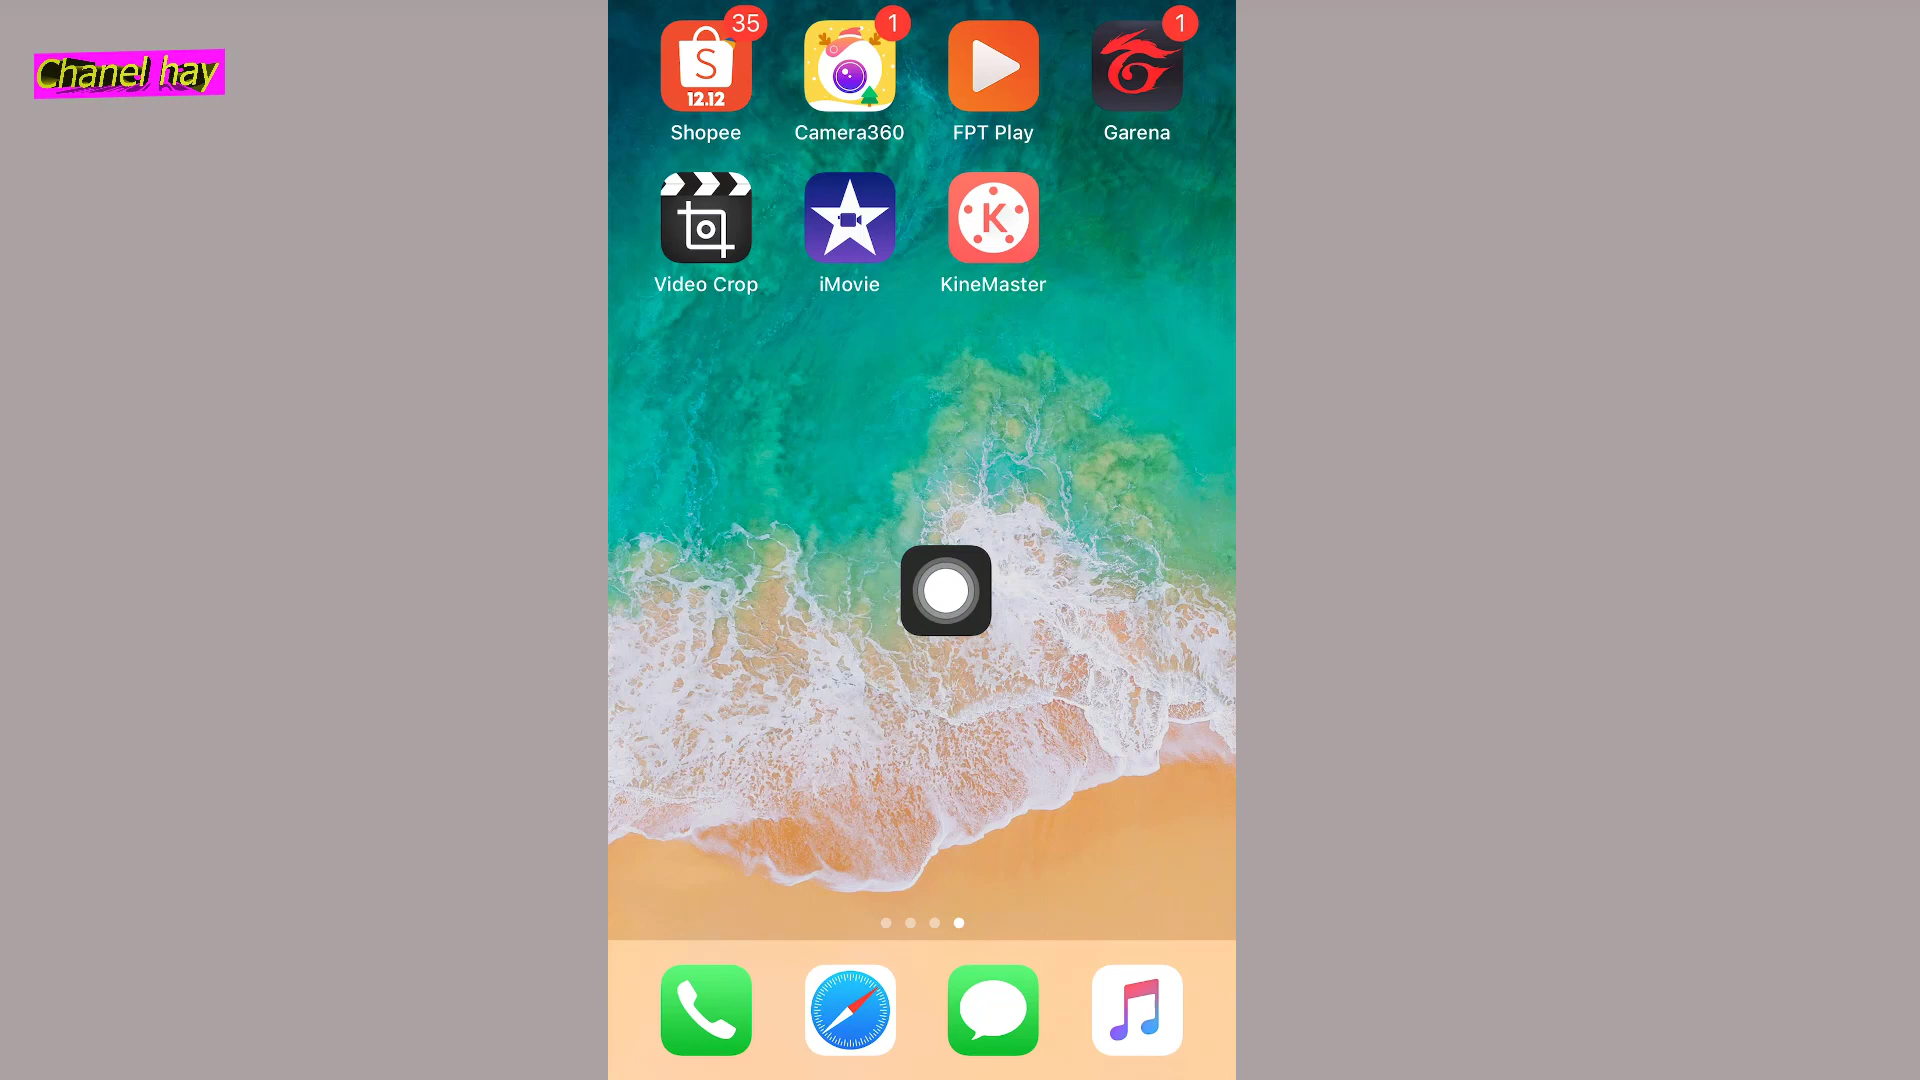 Chanel hay
35
1
1
S
12.12
Shopee
Camera360
FPT Play
Garena
K
Video Crop
iMovie
KineMaster